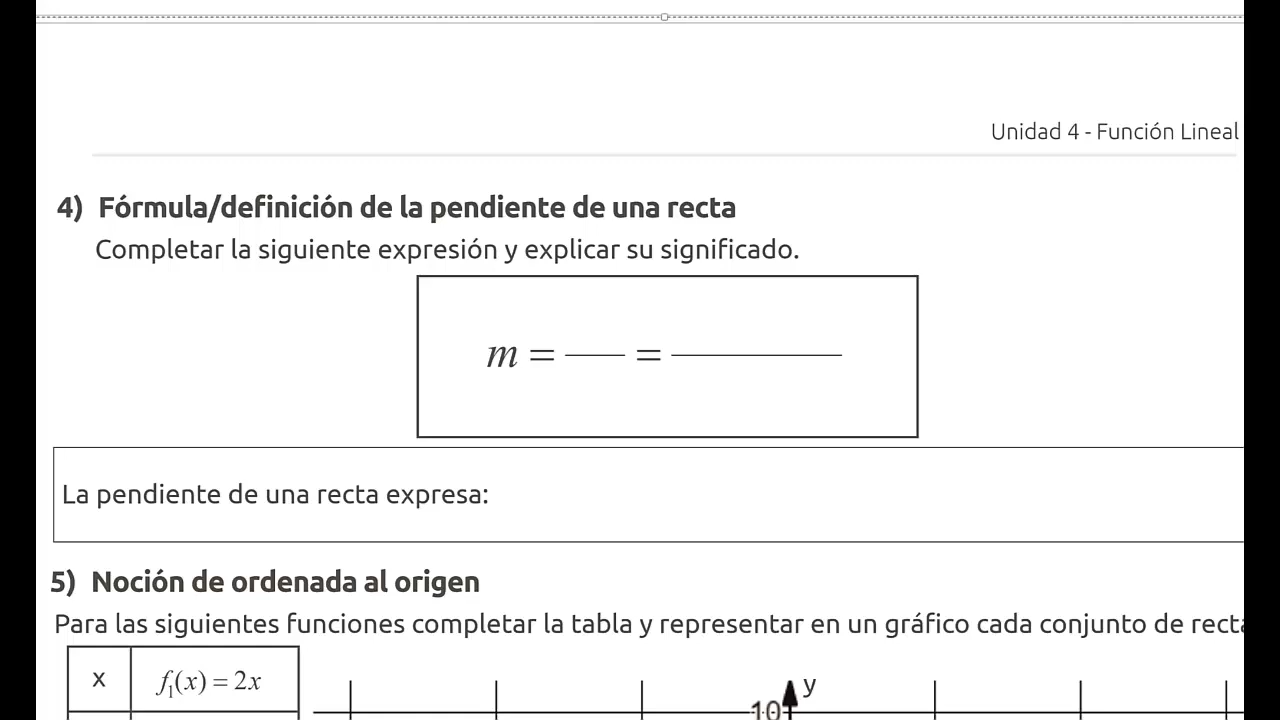 Unidad 4 - Función Lineal
4) Fórmula/definición de la pendiente de una recta
Completar la siguiente expresión y explicar su significado.
m = —— = ————
La pendiente de una recta expresa:
5) Noción de ordenada al origen
Para las siguientes funciones completar la tabla y representar en un gráfico cada conjunto de recta
x f₁(x) = 2x
y
10